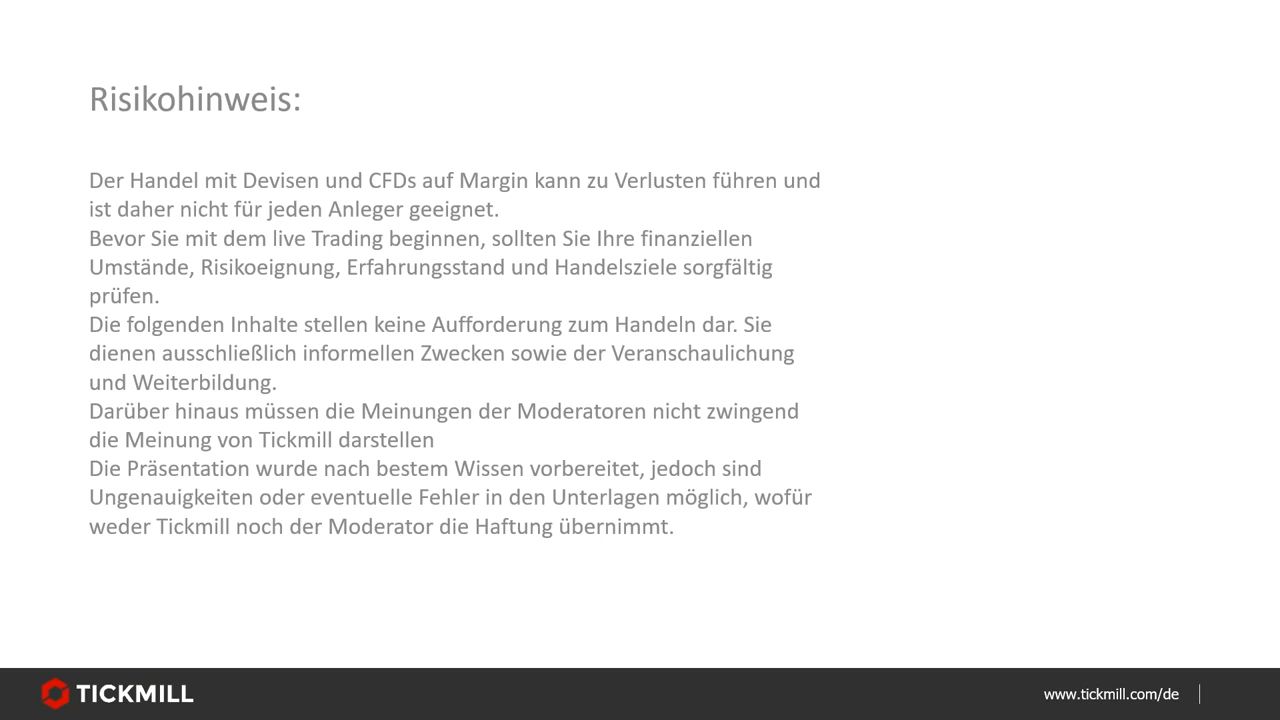 Risikohinweis:
Der Handel mit Devisen und CFDs auf Margin kann zu Verlusten führen und
ist daher nicht für jeden Anleger geeignet.
Bevor Sie mit dem live Trading beginnen, sollten Sie Ihre finanziellen
Umstände, Risikoeignung, Erfahrungsstand und Handelsziele sorgfältig
prüfen.
Die folgenden Inhalte stellen keine Aufforderung zum Handeln dar. Sie
dienen ausschließlich informellen Zwecken sowie der Veranschaulichung
und Weiterbildung.
Darüber hinaus müssen die Meinungen der Moderatoren nicht zwingend
die Meinung von Tickmill darstellen
Die Präsentation wurde nach bestem Wissen vorbereitet, jedoch sind
Ungenauigkeiten oder eventuelle Fehler in den Unterlagen möglich, wofür
weder Tickmill noch der Moderator die Haftung übernimmt.
TICKMILL
www.tickmill.com/de